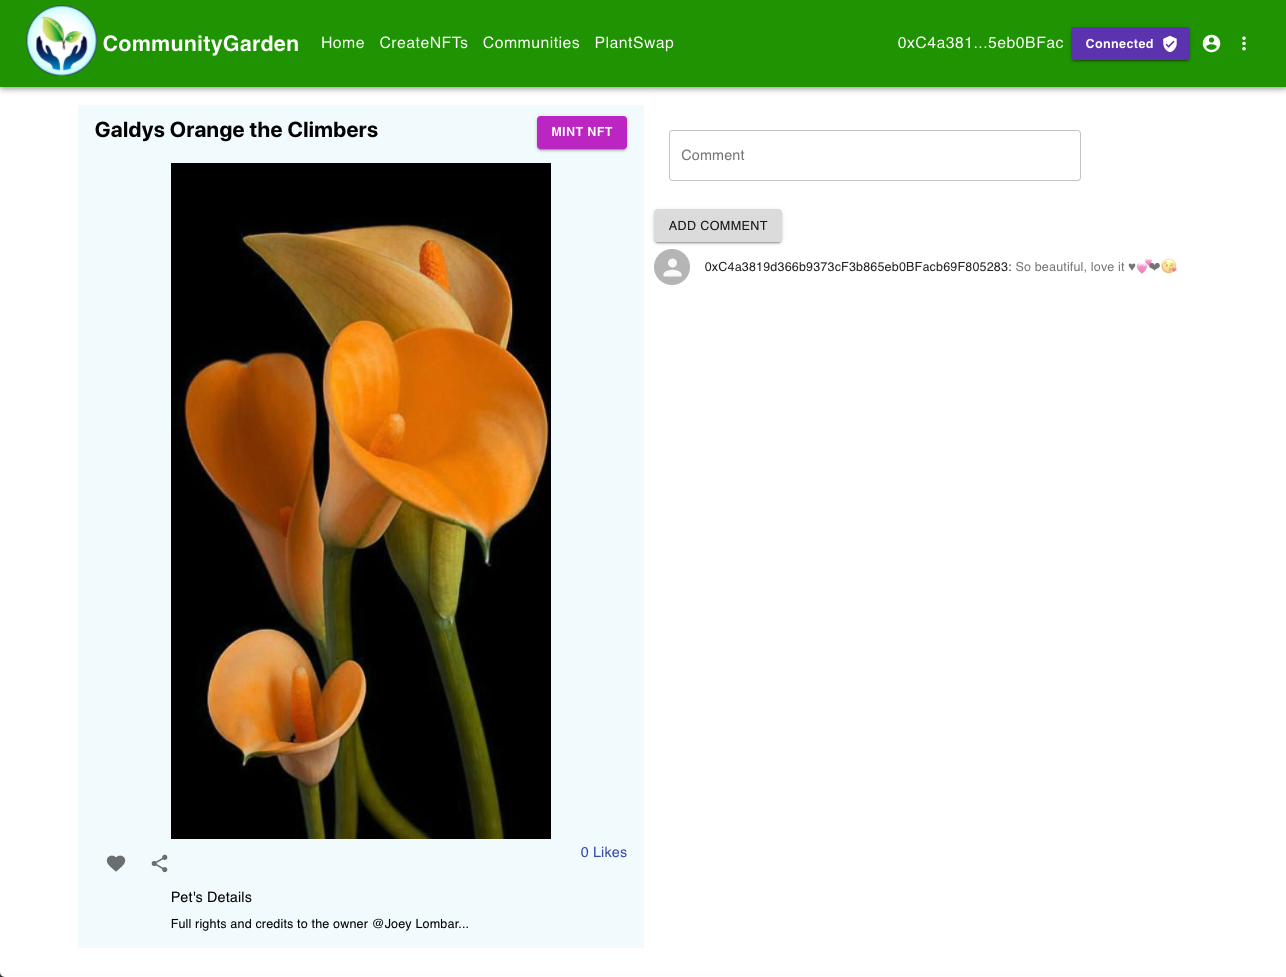 CommunityGarden
Home CreateNFTs Communities PlantSwap
0xC4a381...5eb0BFac
Connected
Galdys Orange the Climbers
MINT NFT
Comment
ADD COMMENT
0xC4a3819d366b9373cF3b865eb0BFacb69F805283: So beautiful, love it ♥💕❤😘
0 Likes
Pet's Details
Full rights and credits to the owner @Joey Lombar...